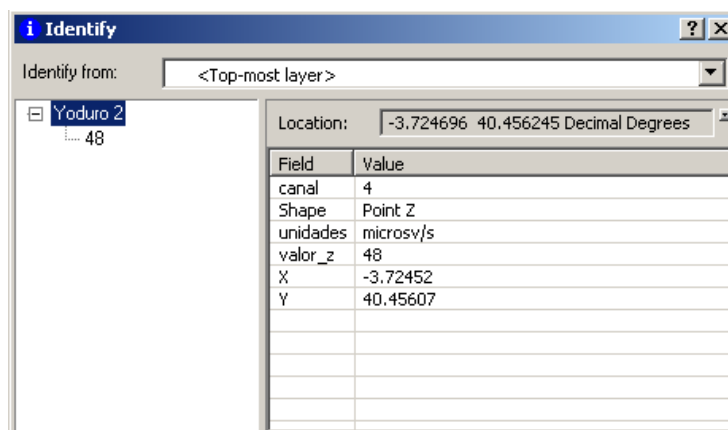 Identify
Identify from: <Top-most layer>
Yoduro 2
48
Location: -3.724696 40.456245 Decimal Degrees
Field Value
canal 4
Shape Point Z
unidades microsv/s
valor_z 48
X -3.72452
Y 40.45607